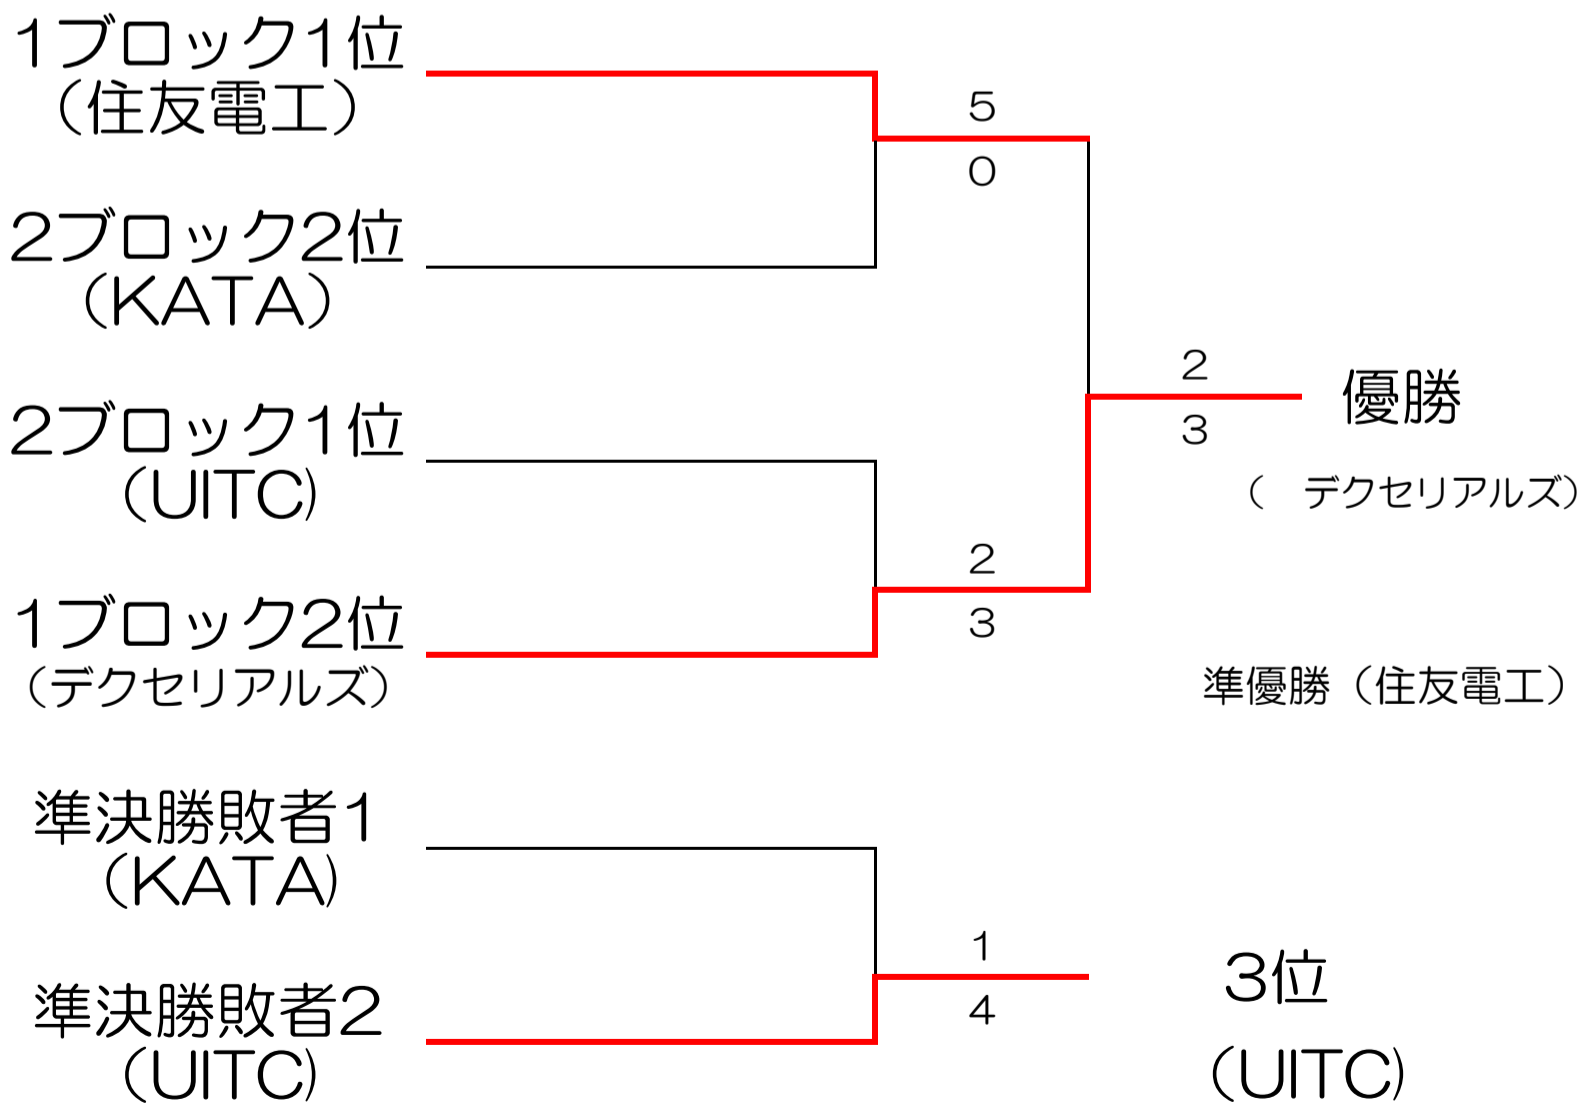 1ブロック1位
（住友電工）
5
0
2ブロック2位
（KATA）
2
3
優勝
（　デクセリアルズ）
2ブロック1位
（UITC）
2
3
1ブロック2位
（デクセリアルズ）
準優勝（住友電工）
準決勝敗者1
（KATA）
1
4
3位
（UITC）
準決勝敗者2
（UITC）